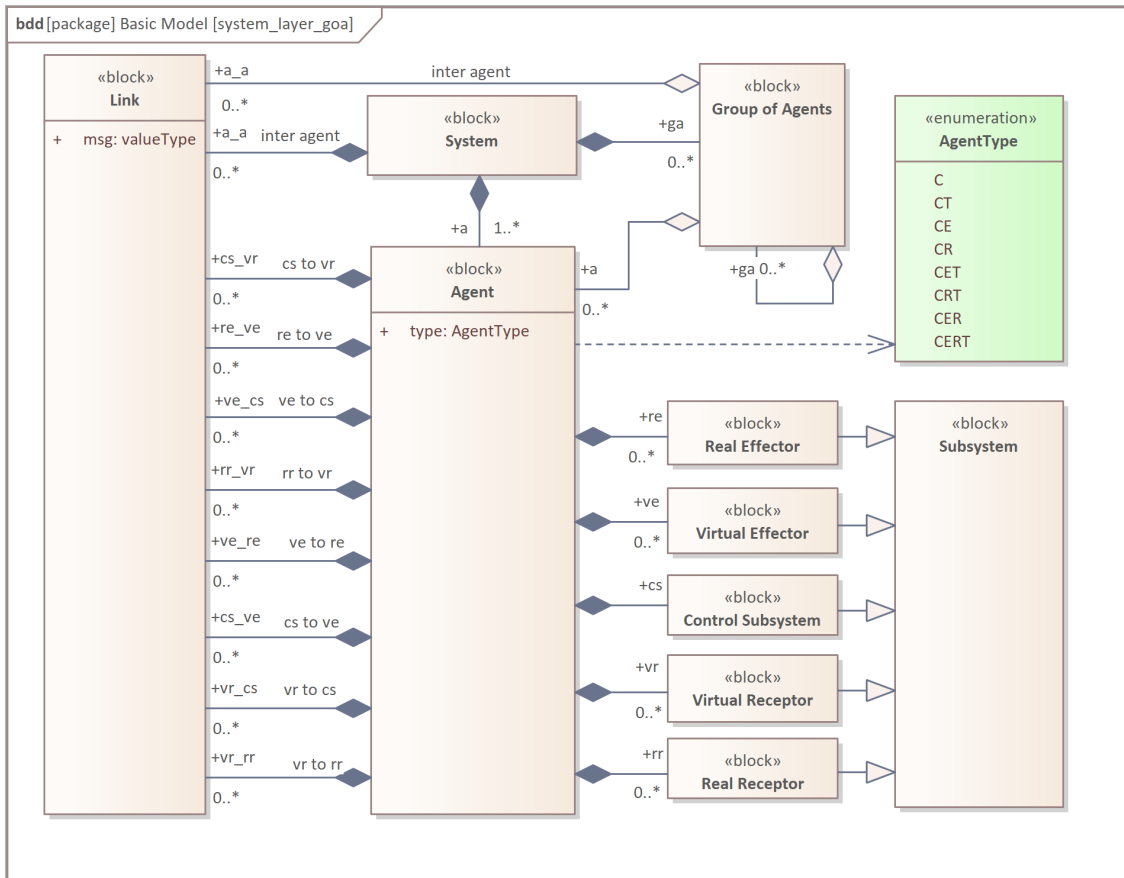 bdd [package] Basic Model [system_layer_goa]
«block»
Link
+ msg: valueType
+a_a
inter agent
0..*
+a_a
inter agent
0..*
«block»
System
+ga
0..*
«block»
Group of Agents
+ga 0..*
«enumeration»
AgentType
C
CT
CE
CR
CET
CRT
CER
CERT
+a
1..*
+a
0..*
«block»
Agent
+ type: AgentType
+cs_vr
cs to vr
0..*
+re_ve
re to ve
0..*
+ve_cs
ve to cs
0..*
+rr_vr
rr to vr
0..*
+ve_re
ve to re
0..*
+cs_ve
cs to ve
0..*
+vr_cs
vr to cs
0..*
+vr_rr
vr to rr
0..*
+re
0..*
«block»
Real Effector
+ve
0..*
«block»
Virtual Effector
+cs
«block»
Control Subsystem
+vr
0..*
«block»
Virtual Receptor
+rr
0..*
«block»
Real Receptor
«block»
Subsystem